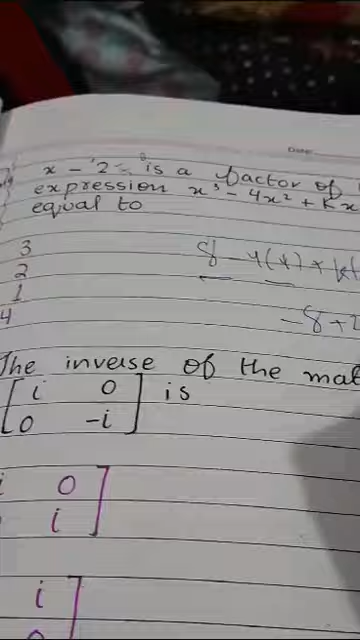 x - 2 is a factor of
expression x³ - 4x² + kx
equal to
3
2
1
4
8 - 4(4) + k(
- 8 + 2
The inverse of the mat
[ i 0
0 -i ] is
0
i ]
i